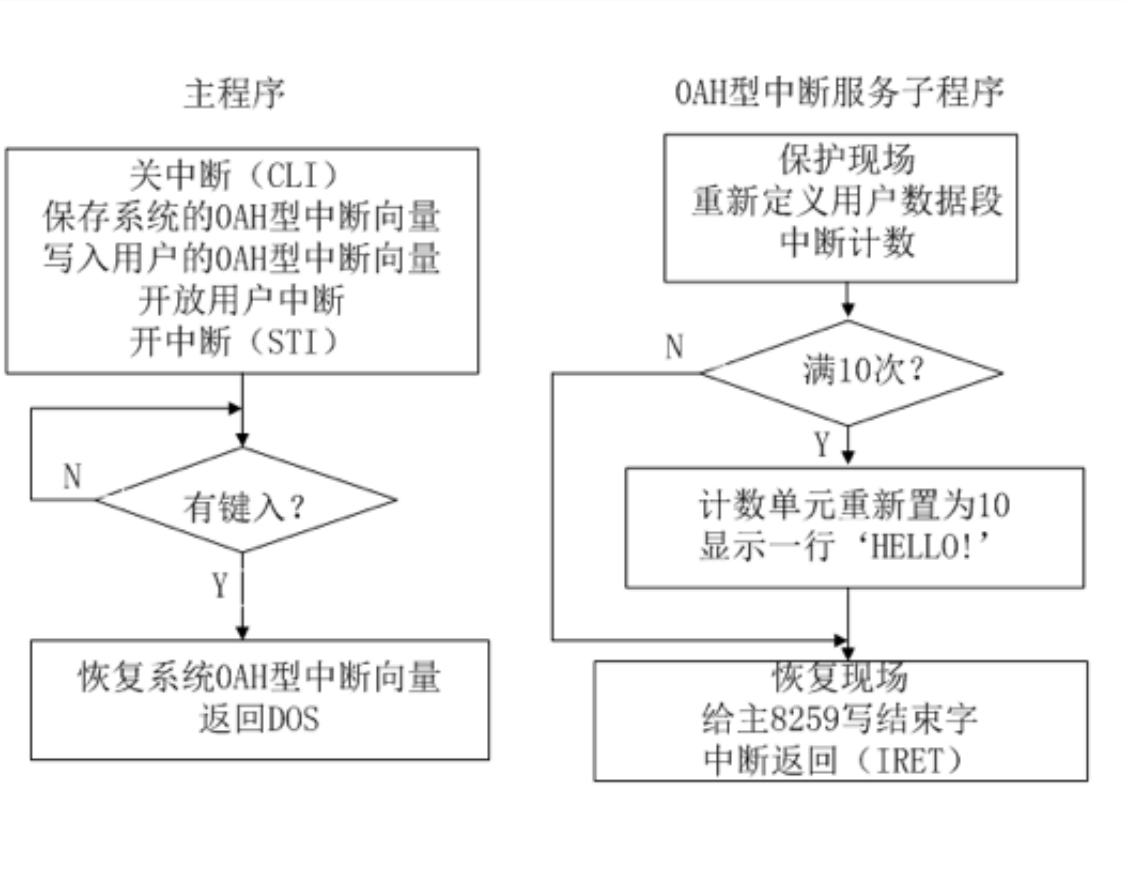 主程序
关中断（CLI）
保存系统的0AH型中断向量
写入用户的0AH型中断向量
开放用户中断
开中断（STI）
N
有键入？
Y
恢复系统0AH型中断向量
返回DOS
0AH型中断服务子程序
保护现场
重新定义用户数据段
中断计数
N
满10次？
Y
计数单元重新置为10
显示一行‘HELLO!’
恢复现场
给主8259写结束字
中断返回（IRET）